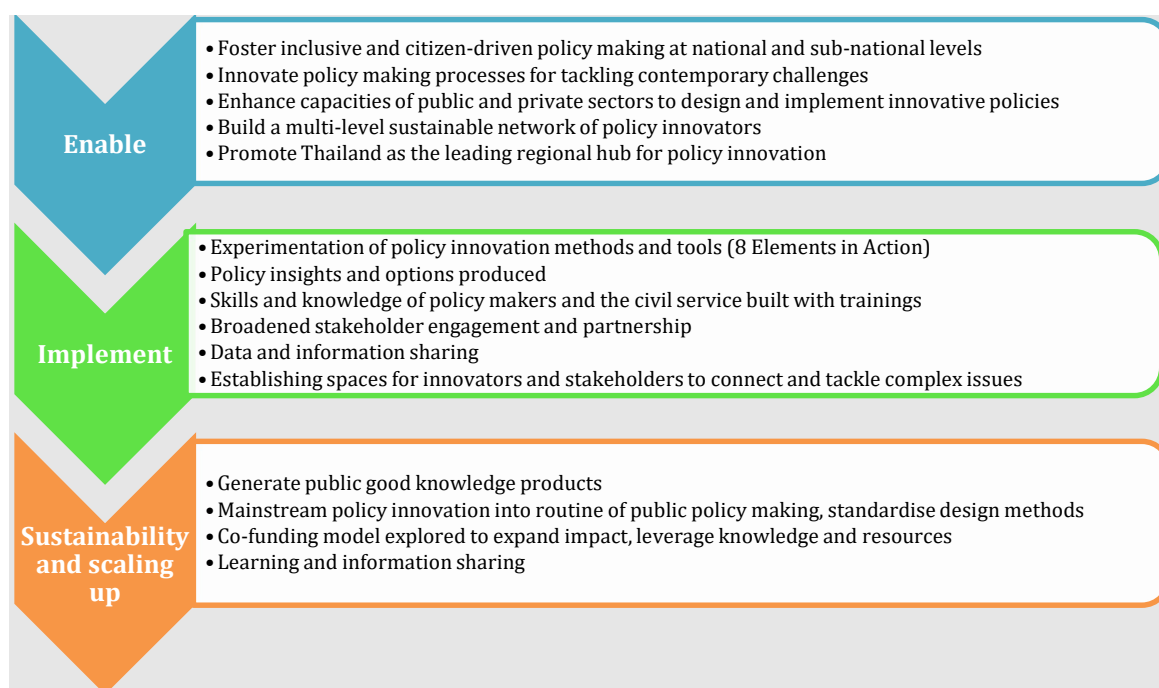 Enable
• Foster inclusive and citizen-driven policy making at national and sub-national levels
• Innovate policy making processes for tackling contemporary challenges
• Enhance capacities of public and private sectors to design and implement innovative policies
• Build a multi-level sustainable network of policy innovators
• Promote Thailand as the leading regional hub for policy innovation
Implement
• Experimentation of policy innovation methods and tools (8 Elements in Action)
• Policy insights and options produced
• Skills and knowledge of policy makers and the civil service built with trainings
• Broadened stakeholder engagement and partnership
• Data and information sharing
• Establishing spaces for innovators and stakeholders to connect and tackle complex issues
Sustainability
and scaling
up
• Generate public good knowledge products
• Mainstream policy innovation into routine of public policy making, standardise design methods
• Co-funding model explored to expand impact, leverage knowledge and resources
• Learning and information sharing